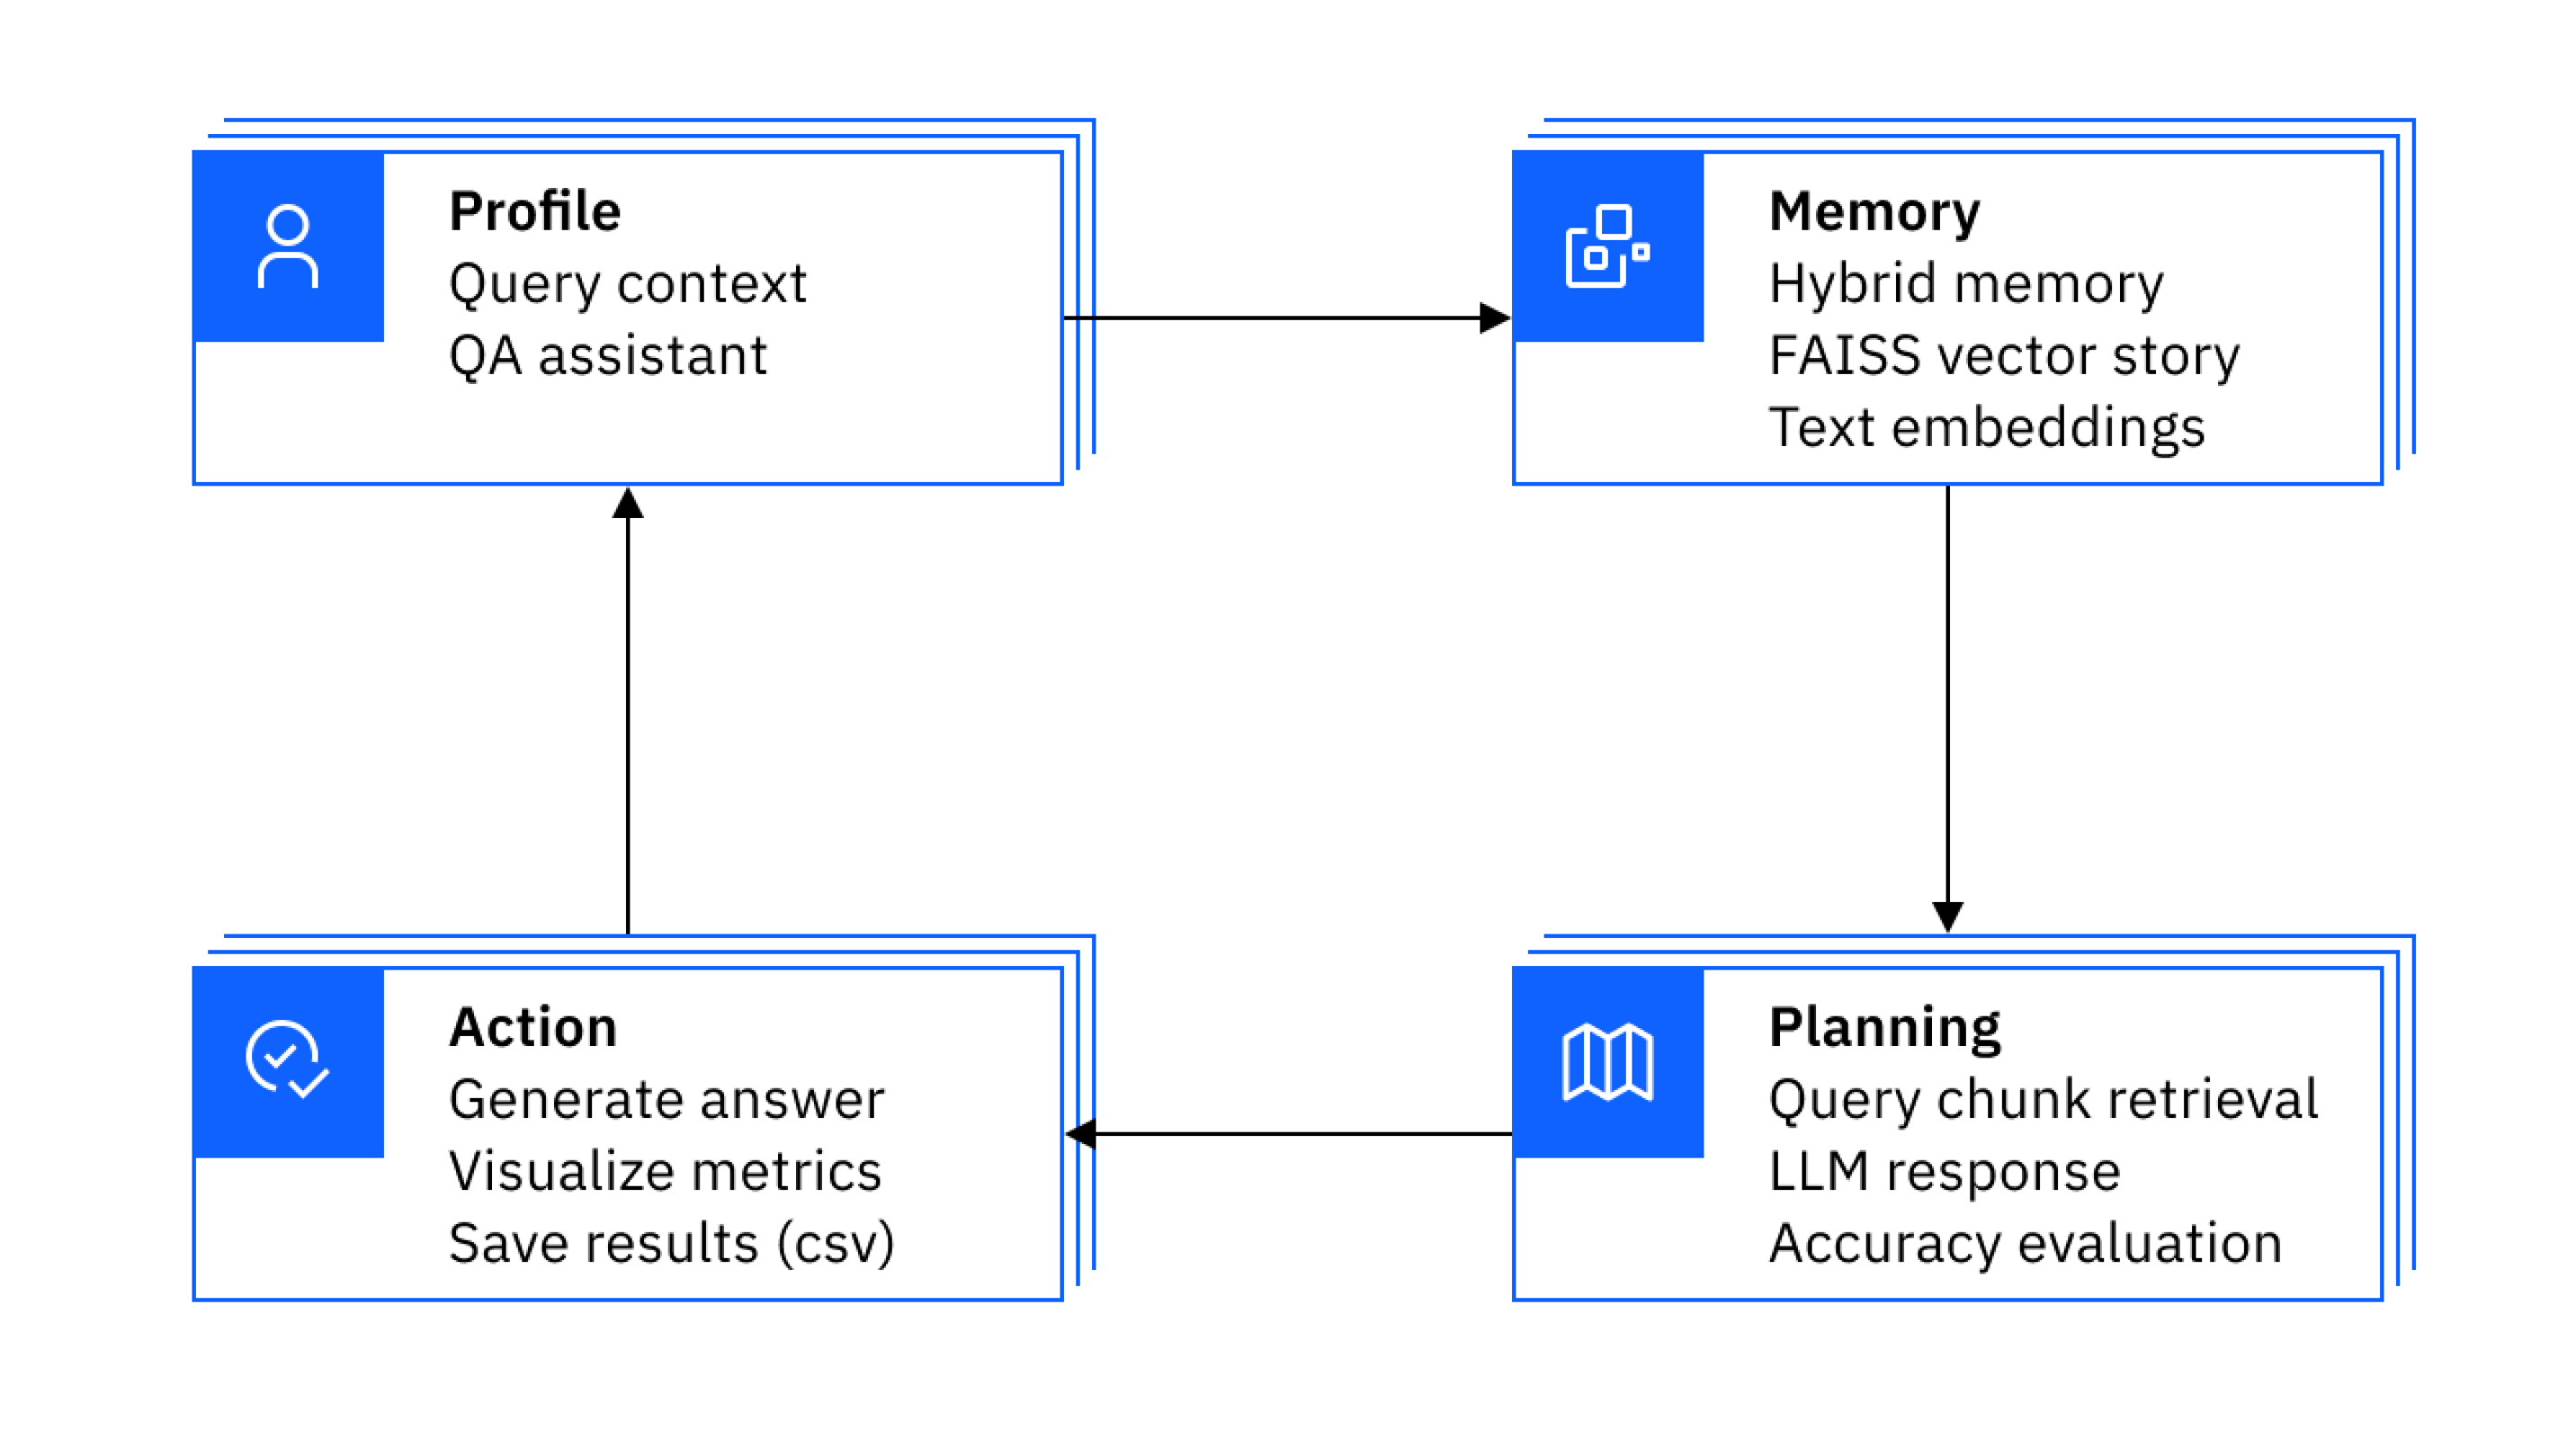 Profile
Query context
QA assistant
Memory
Hybrid memory
FAISS vector story
Text embeddings
Action
Generate answer
Visualize metrics
Save results (csv)
Planning
Query chunk retrieval
LLM response
Accuracy evaluation